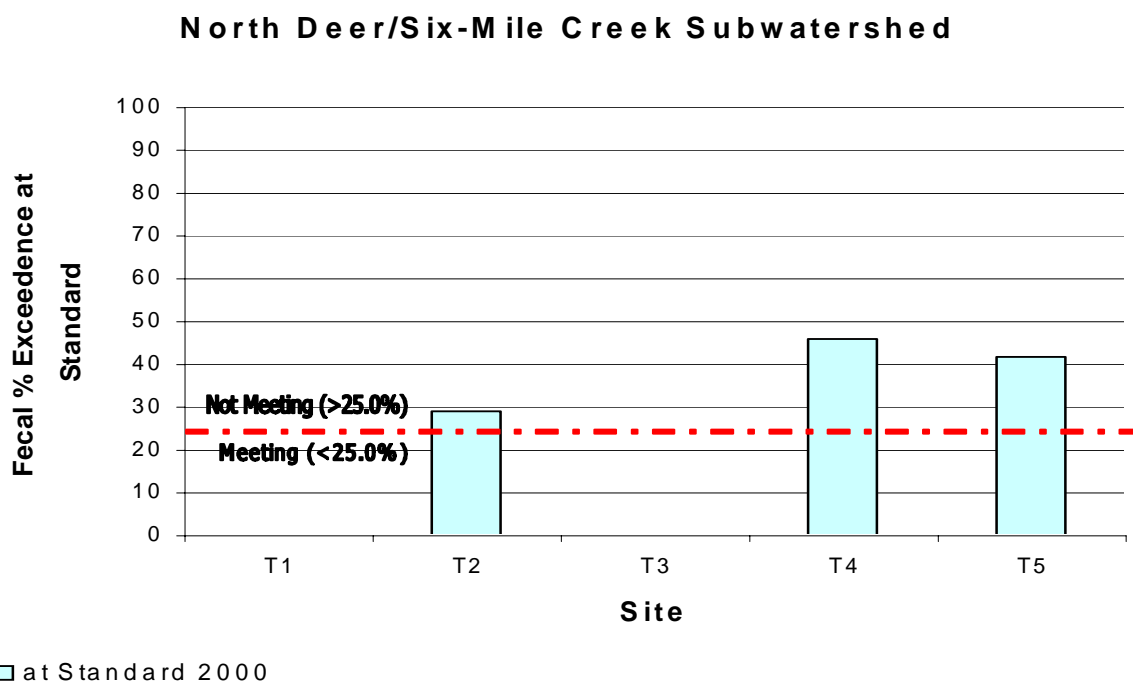 North Deer/Six-Mile Creek Subwatershed
Fecal % Exceedence at
Standard
100
90
80
70
60
50
40
30
20
10
0
Not Meeting (>25.0%)
Meeting (<25.0%)
T1 T2 T3 T4 T5
Site
at Standard 2000